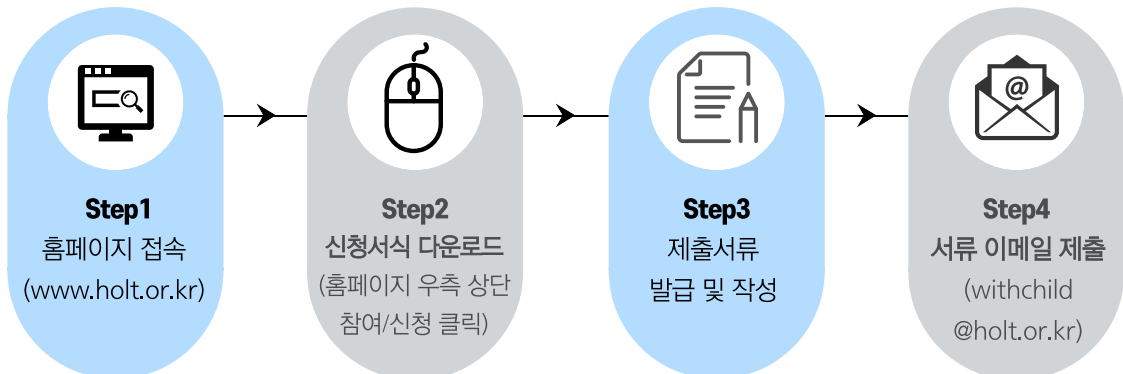 Step1
홈페이지 접속
(www.holt.or.kr)
Step2
신청서식 다운로드
(홈페이지 우측 상단
참여/신청 클릭)
Step3
제출서류
발급 및 작성
Step4
서류 이메일 제출
(withchild
@holt.or.kr)
@